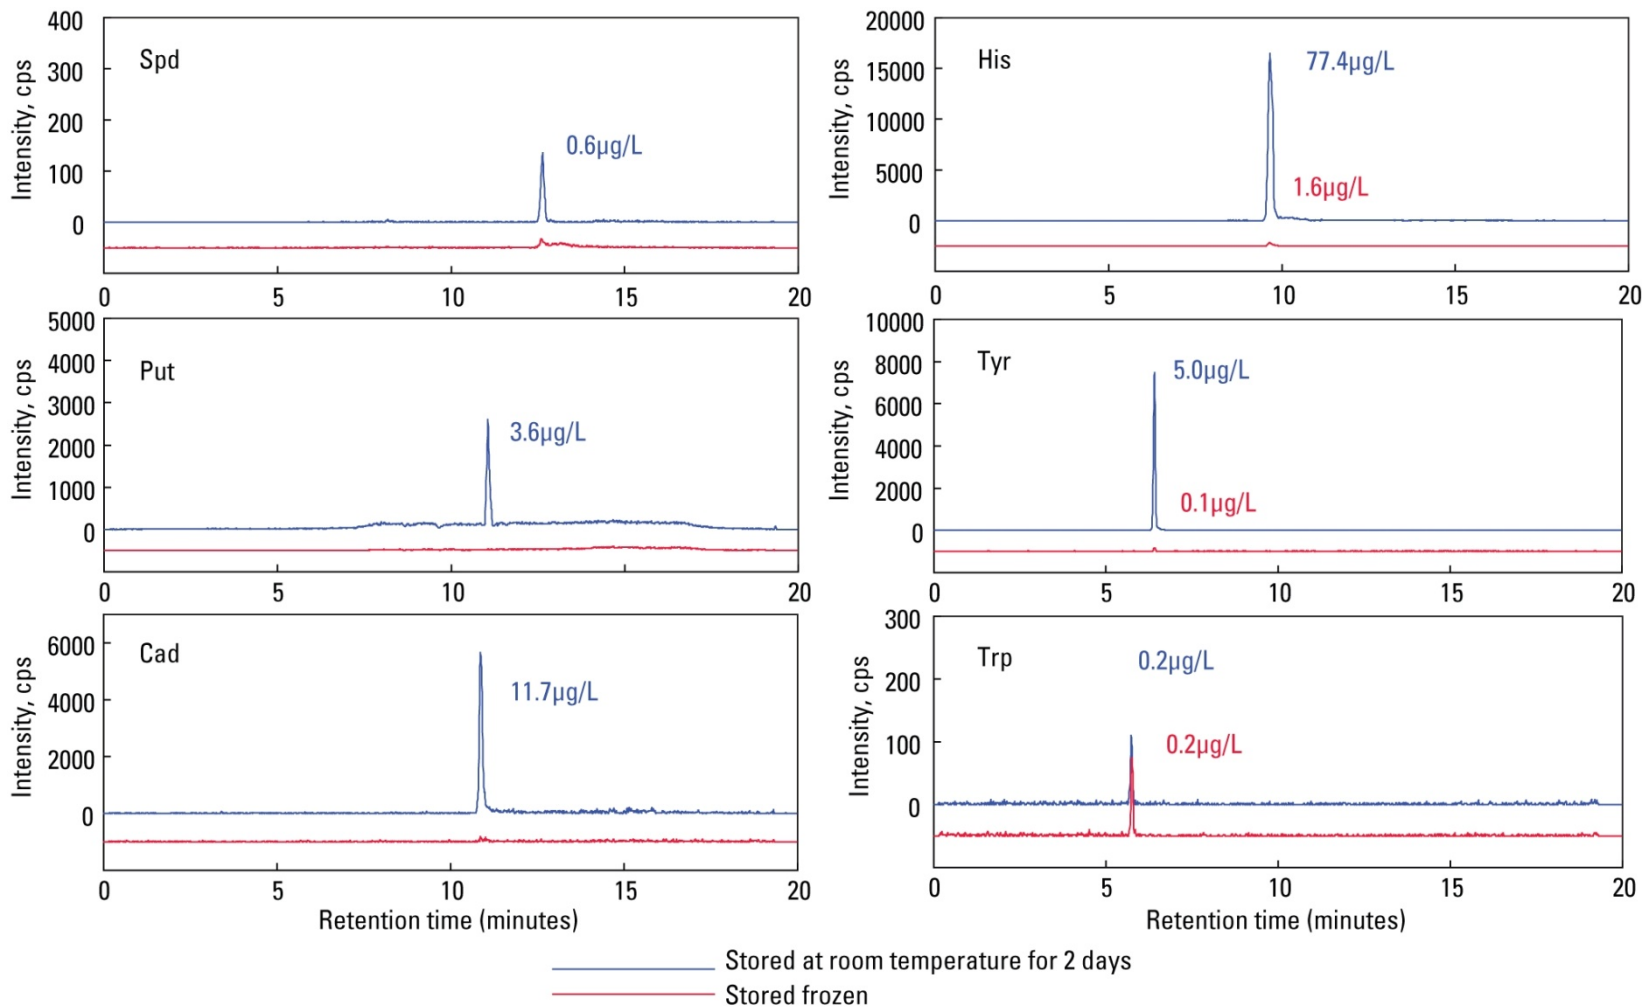 400
300
200
100
0
Intensity, cps
Spd
0.6µg/L
0 5 10 15 20
20000
15000
10000
5000
0
Intensity, cps
His
77.4µg/L
1.6µg/L
0 5 10 15 20
5000
4000
3000
2000
1000
0
Intensity, cps
Put
3.6µg/L
0 5 10 15 20
10000
8000
6000
4000
2000
0
Intensity, cps
Tyr
5.0µg/L
0.1µg/L
0 5 10 15 20
6000
4000
2000
0
Intensity, cps
Cad
11.7µg/L
0 5 10 15 20
Retention time (minutes)
300
200
100
0
Intensity, cps
Trp
0.2µg/L
0.2µg/L
0 5 10 15 20
Retention time (minutes)
Stored at room temperature for 2 days
Stored frozen